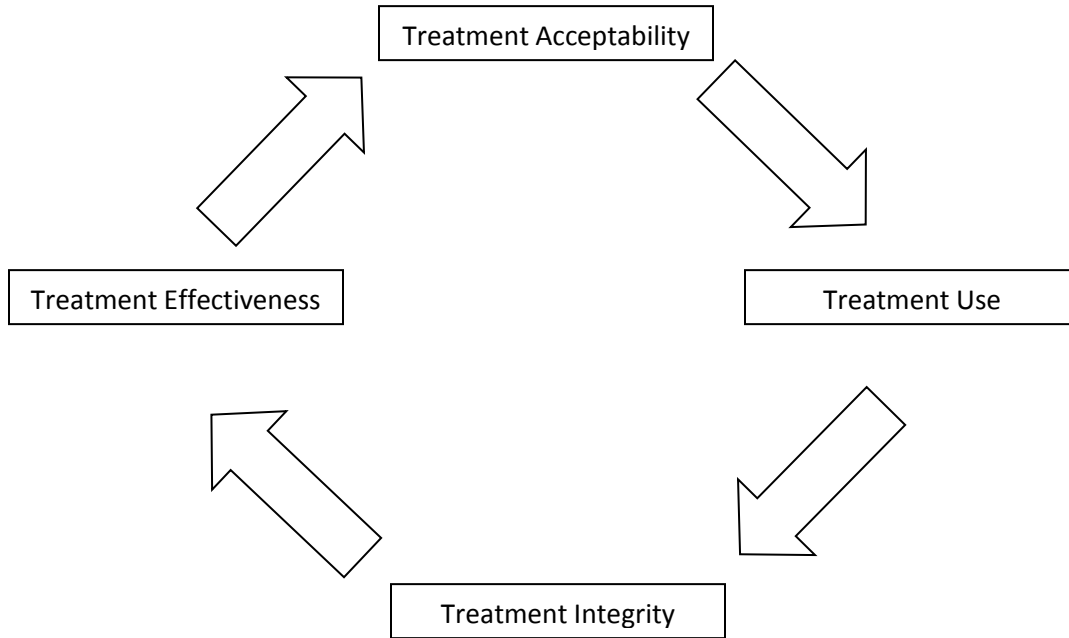 Treatment Acceptability
Treatment Effectiveness
Treatment Use
Treatment Integrity